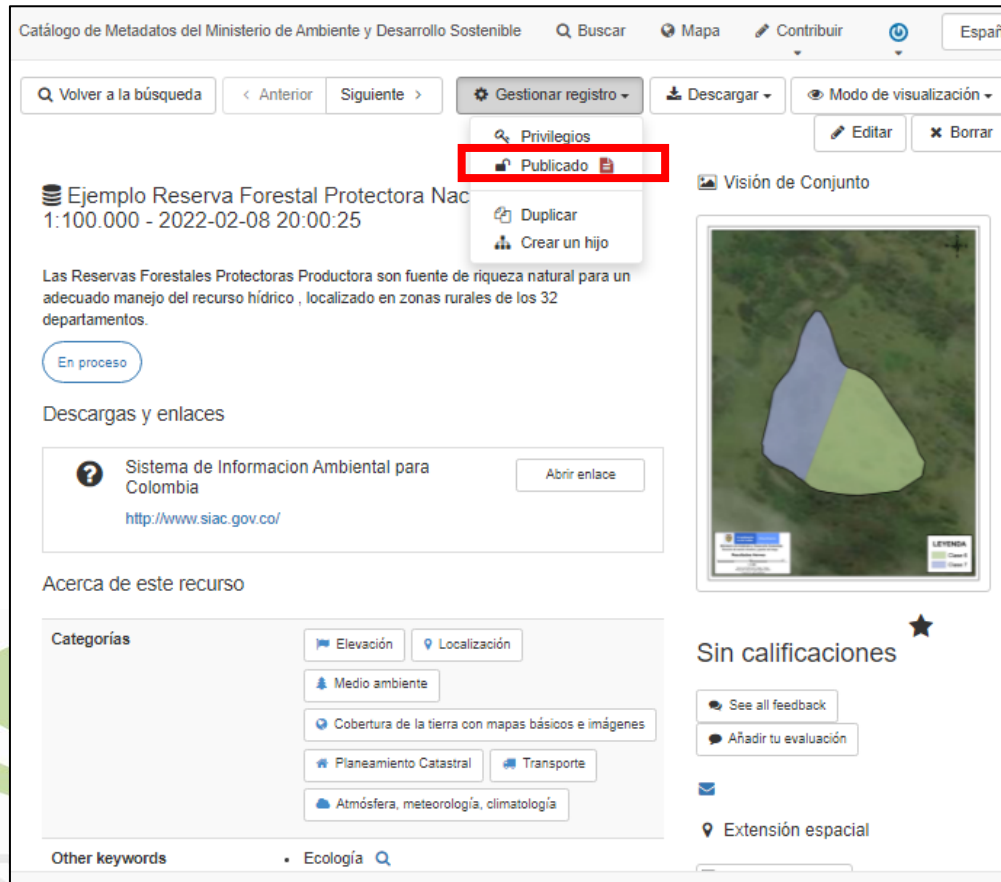 Catálogo de Metadatos del Ministerio de Ambiente y Desarrollo Sostenible Buscar Mapa Contribuir Españ
Volver a la búsqueda Anterior Siguiente Gestionar registro Descargar Modo de visualización
Editar Borrar
Privilegios
Publicado
Duplicar
Crear un hijo
Ejemplo Reserva Forestal Protectora Nac
1:100.000 - 2022-02-08 20:00:25
Las Reservas Forestales Protectoras Productora son fuente de riqueza natural para un
adecuado manejo del recurso hídrico , localizado en zonas rurales de los 32
departamentos.
En proceso
Descargas y enlaces
Sistema de Informacion Ambiental para
Colombia
Abrir enlace
http://www.siac.gov.co/
Acerca de este recurso
Categorías
Elevación Localización
Medio ambiente
Cobertura de la tierra con mapas básicos e imágenes
Planeamiento Catastral Transporte
Atmósfera, meteorología, climatología
Other keywords
• Ecología
Visión de Conjunto
LEYENDA
Sin calificaciones
See all feedback
Añadir tu evaluación
Extensión espacial